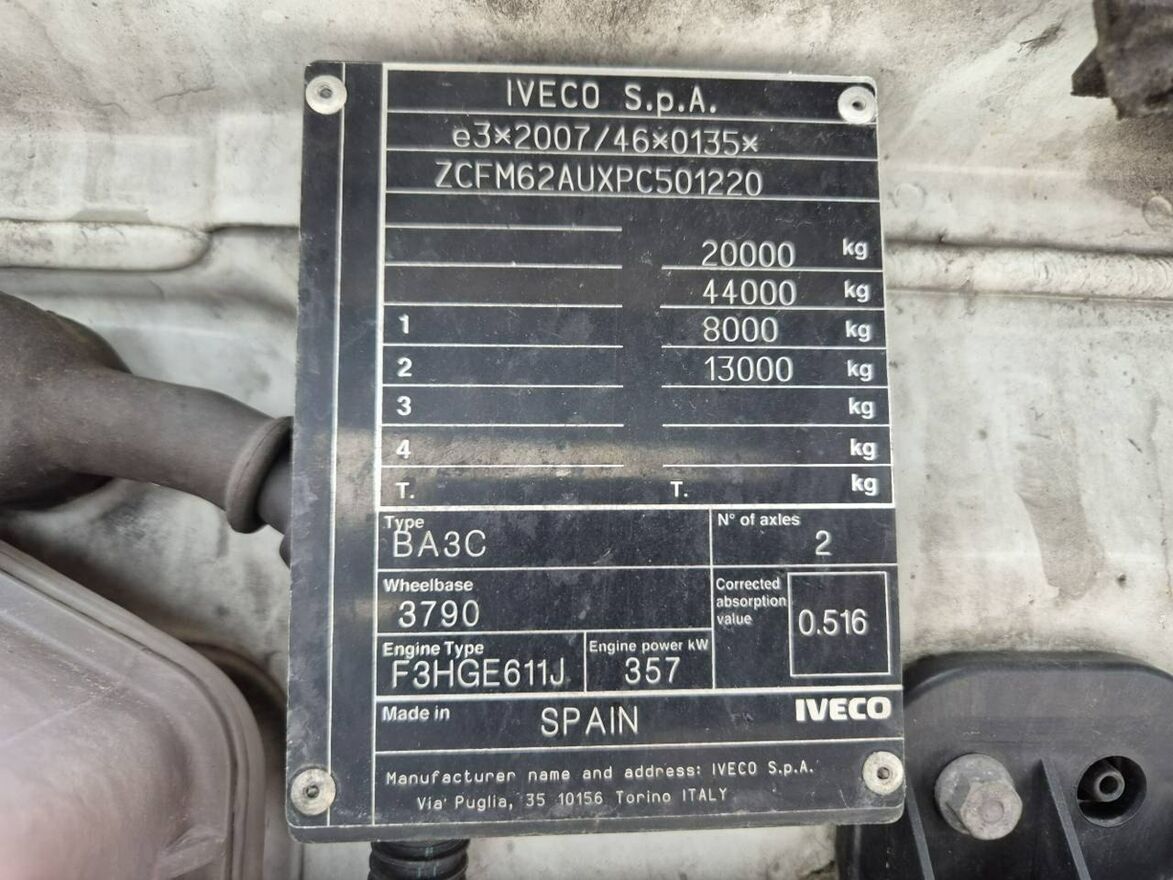 IVECO S.p.A.
e3*2007/46*0135*
ZCFM62AUXPC501220
20000 kg
44000 kg
1 8000 kg
2 13000 kg
3 kg
4 kg
T. T. kg
Type N° of axles
BA3C 2
Wheelbase Corrected absorption value
3790 0.516
Engine Type Engine power kW
F3HGE611J 357
Made in SPAIN IVECO
Manufacturer name and address: IVECO S.p.A.
Via Puglia, 35 10156 Torino ITALY